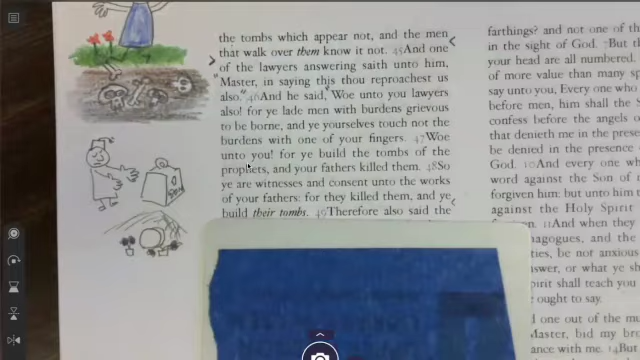 the tombs which appear not, and the men
that walk over them know it not. 45And one
of the lawyers answering saith unto him,
"Master, in saying this thou reproachest us
also." 46And he said, Woe unto you lawyers
also! for ye lade men with burdens grievous
to be borne, and ye yourselves touch not the
burdens with one of your fingers. 47Woe
unto you! for ye build the tombs of the
prophets, and your fathers killed them. 48So
ye are witnesses and consent unto the works
of your fathers: for they killed them, and ye
build their tombs. 49Therefore also said the
farthings? and not one of th
in the sight of God. 7But t
your head are all numbered.
of more value than many sp
say unto you, Every one who
before men, him shall the
confess before the angels o
that denieth me in the prese
be denied in the presence
God. 10And every one wh
word against the Son of
forgiven him: but unto him
against the Holy Spirit
11And when they
nagogues, and the
ties, be not anxious
nswer, or what ye sh
pirit shall teach you
ought to say.
d one out of the mu
Master, bid my bro
ance with me. 14But